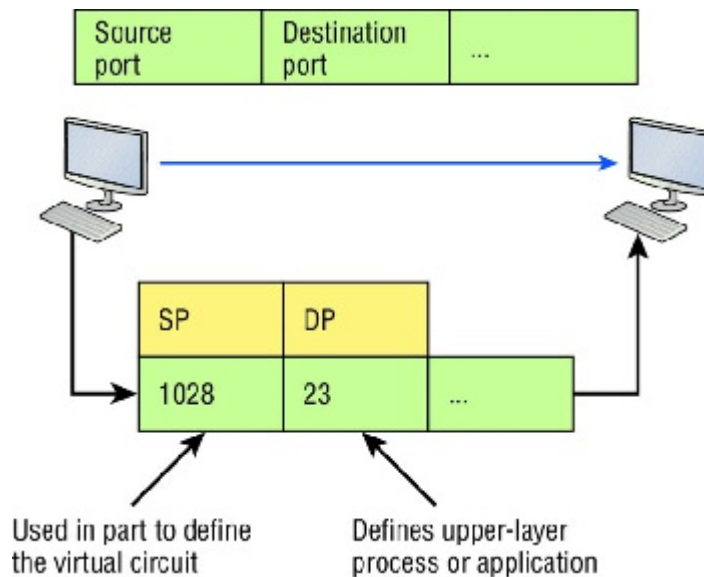 Source port
Destination port
...
SP
DP
1028
23
...
Used in part to define
the virtual circuit
Defines upper-layer
process or application